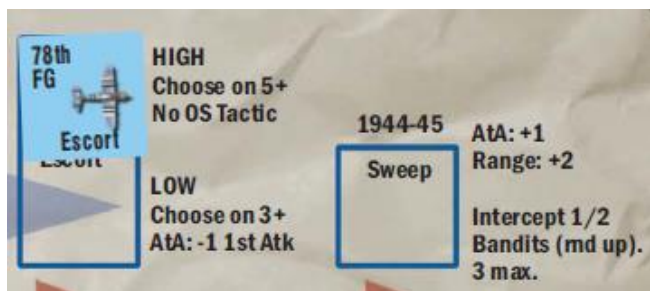 78th
FG
Escort
Escort
HIGH
Choose on 5+
No OS Tactic
LOW
Choose on 3+
AtA: -1 1st Atk
1944-45
Sweep
AtA: +1
Range: +2
Intercept 1/2
Bandits (rnd up).
3 max.